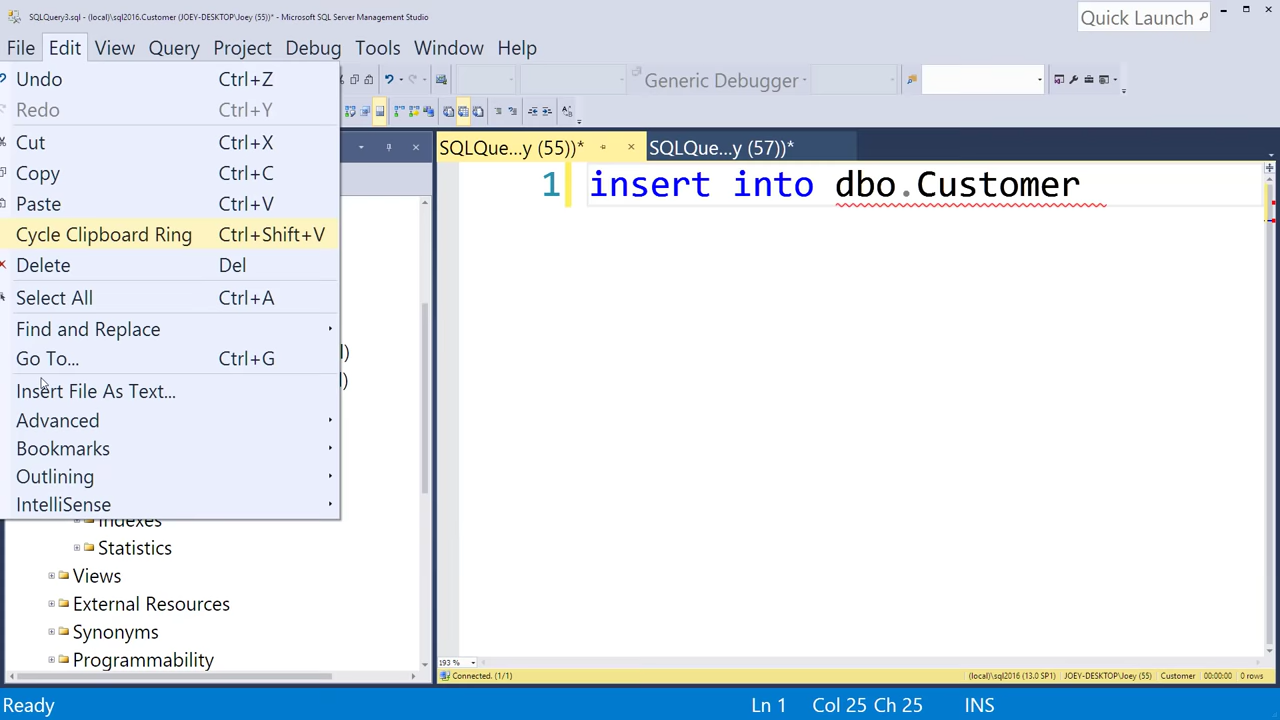 SQLQuery3.sql - (local)\sql2016.Customer (JOEY-DESKTOP\Joey (55))* - Microsoft SQL Server Management Studio
Quick Launch
File Edit View Query Project Debug Tools Window Help
Undo Ctrl+Z
Generic Debugger
Redo Ctrl+Y
Cut Ctrl+X
SQLQue...y (55))* SQLQue...y (57))*
Copy Ctrl+C
1 insert into dbo.Customer
Paste Ctrl+V
Cycle Clipboard Ring Ctrl+Shift+V
Delete Del
Select All Ctrl+A
Find and Replace
Go To... Ctrl+G
Insert File As Text...
Advanced
Bookmarks
Outlining
IntelliSense
Indexes
Statistics
Views
External Resources
Synonyms
Programmability
193 %
Connected. (1/1) (local)\sql2016 (13.0 SP1) JOEY-DESKTOP\Joey (55) Customer 00:00:00 0 rows
Ready Ln 1 Col 25 Ch 25 INS